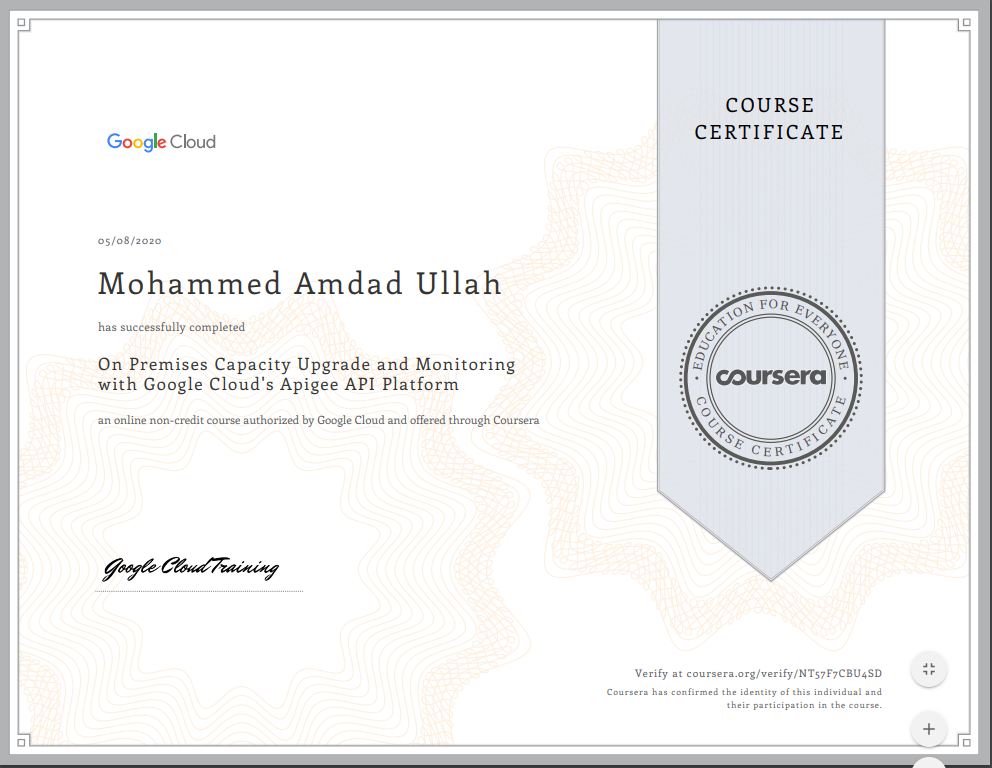 COURSE
CERTIFICATE
Google Cloud
05/08/2020
Mohammed Amdad Ullah
has successfully completed
On Premises Capacity Upgrade and Monitoring
with Google Cloud's Apigee API Platform
an online non-credit course authorized by Google Cloud and offered through Coursera
EDUCATION FOR EVERYONE
coursera
COURSE CERTIFICATE
Google Cloud Training
Verify at coursera.org/verify/NT57F7CBU4SD
Coursera has confirmed the identity of this individual and
their participation in the course.